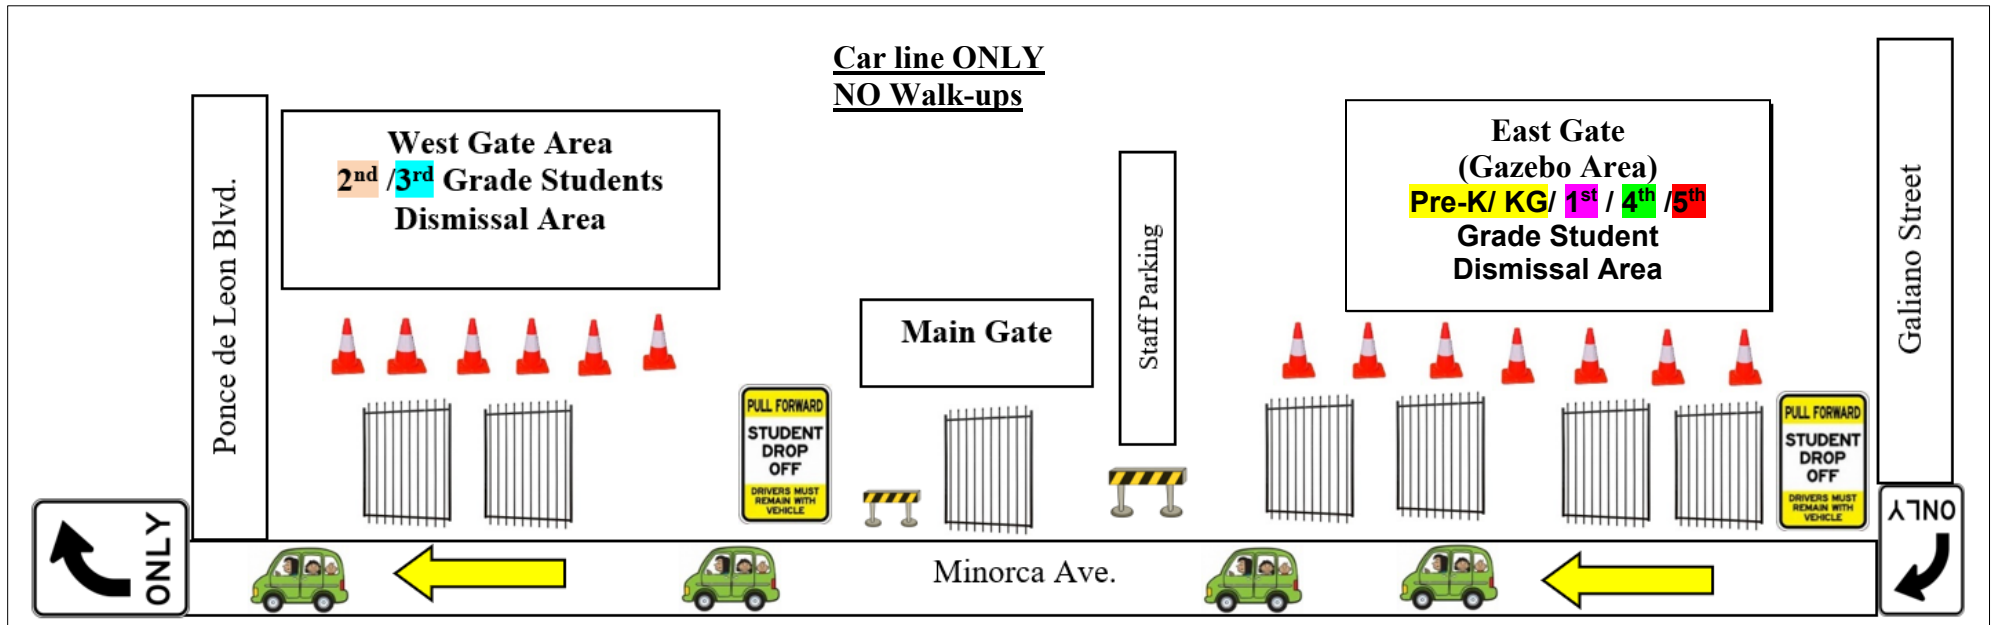 Car line ONLY
NO Walk-ups
Ponce de Leon Blvd.
West Gate Area
2nd /3rd Grade Students
Dismissal Area
Main Gate
Staff Parking
East Gate
(Gazebo Area)
Pre-K/ KG/ 1st / 4th /5th
Grade Student
Dismissal Area
Galiano Street
PULL FORWARD
STUDENT
DROP
OFF
DRIVERS MUST
REMAIN WITH
VEHICLE
PULL FORWARD
STUDENT
DROP
OFF
DRIVERS MUST
REMAIN WITH
VEHICLE
ONLY
Minorca Ave.
ONLY